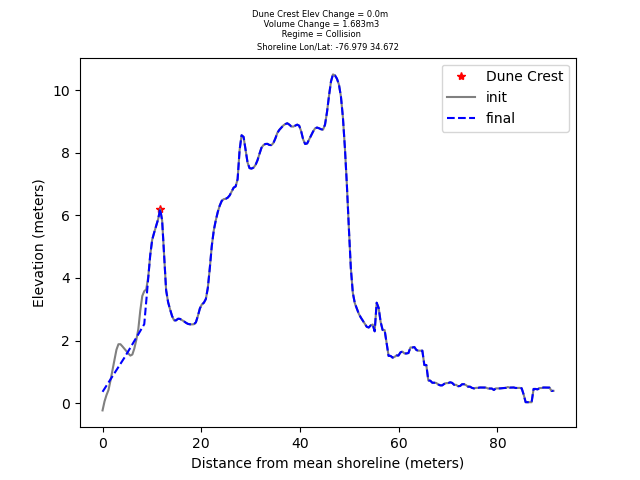 Dune Crest Elev Change = 0.0m
Volume Change = 1.683m3
Regime = Collision
Shoreline Lon/Lat: -76.979 34.672
Dune Crest
init
final
10
8
6
4
2
0
Elevation (meters)
0 20 40 60 80
Distance from mean shoreline (meters)